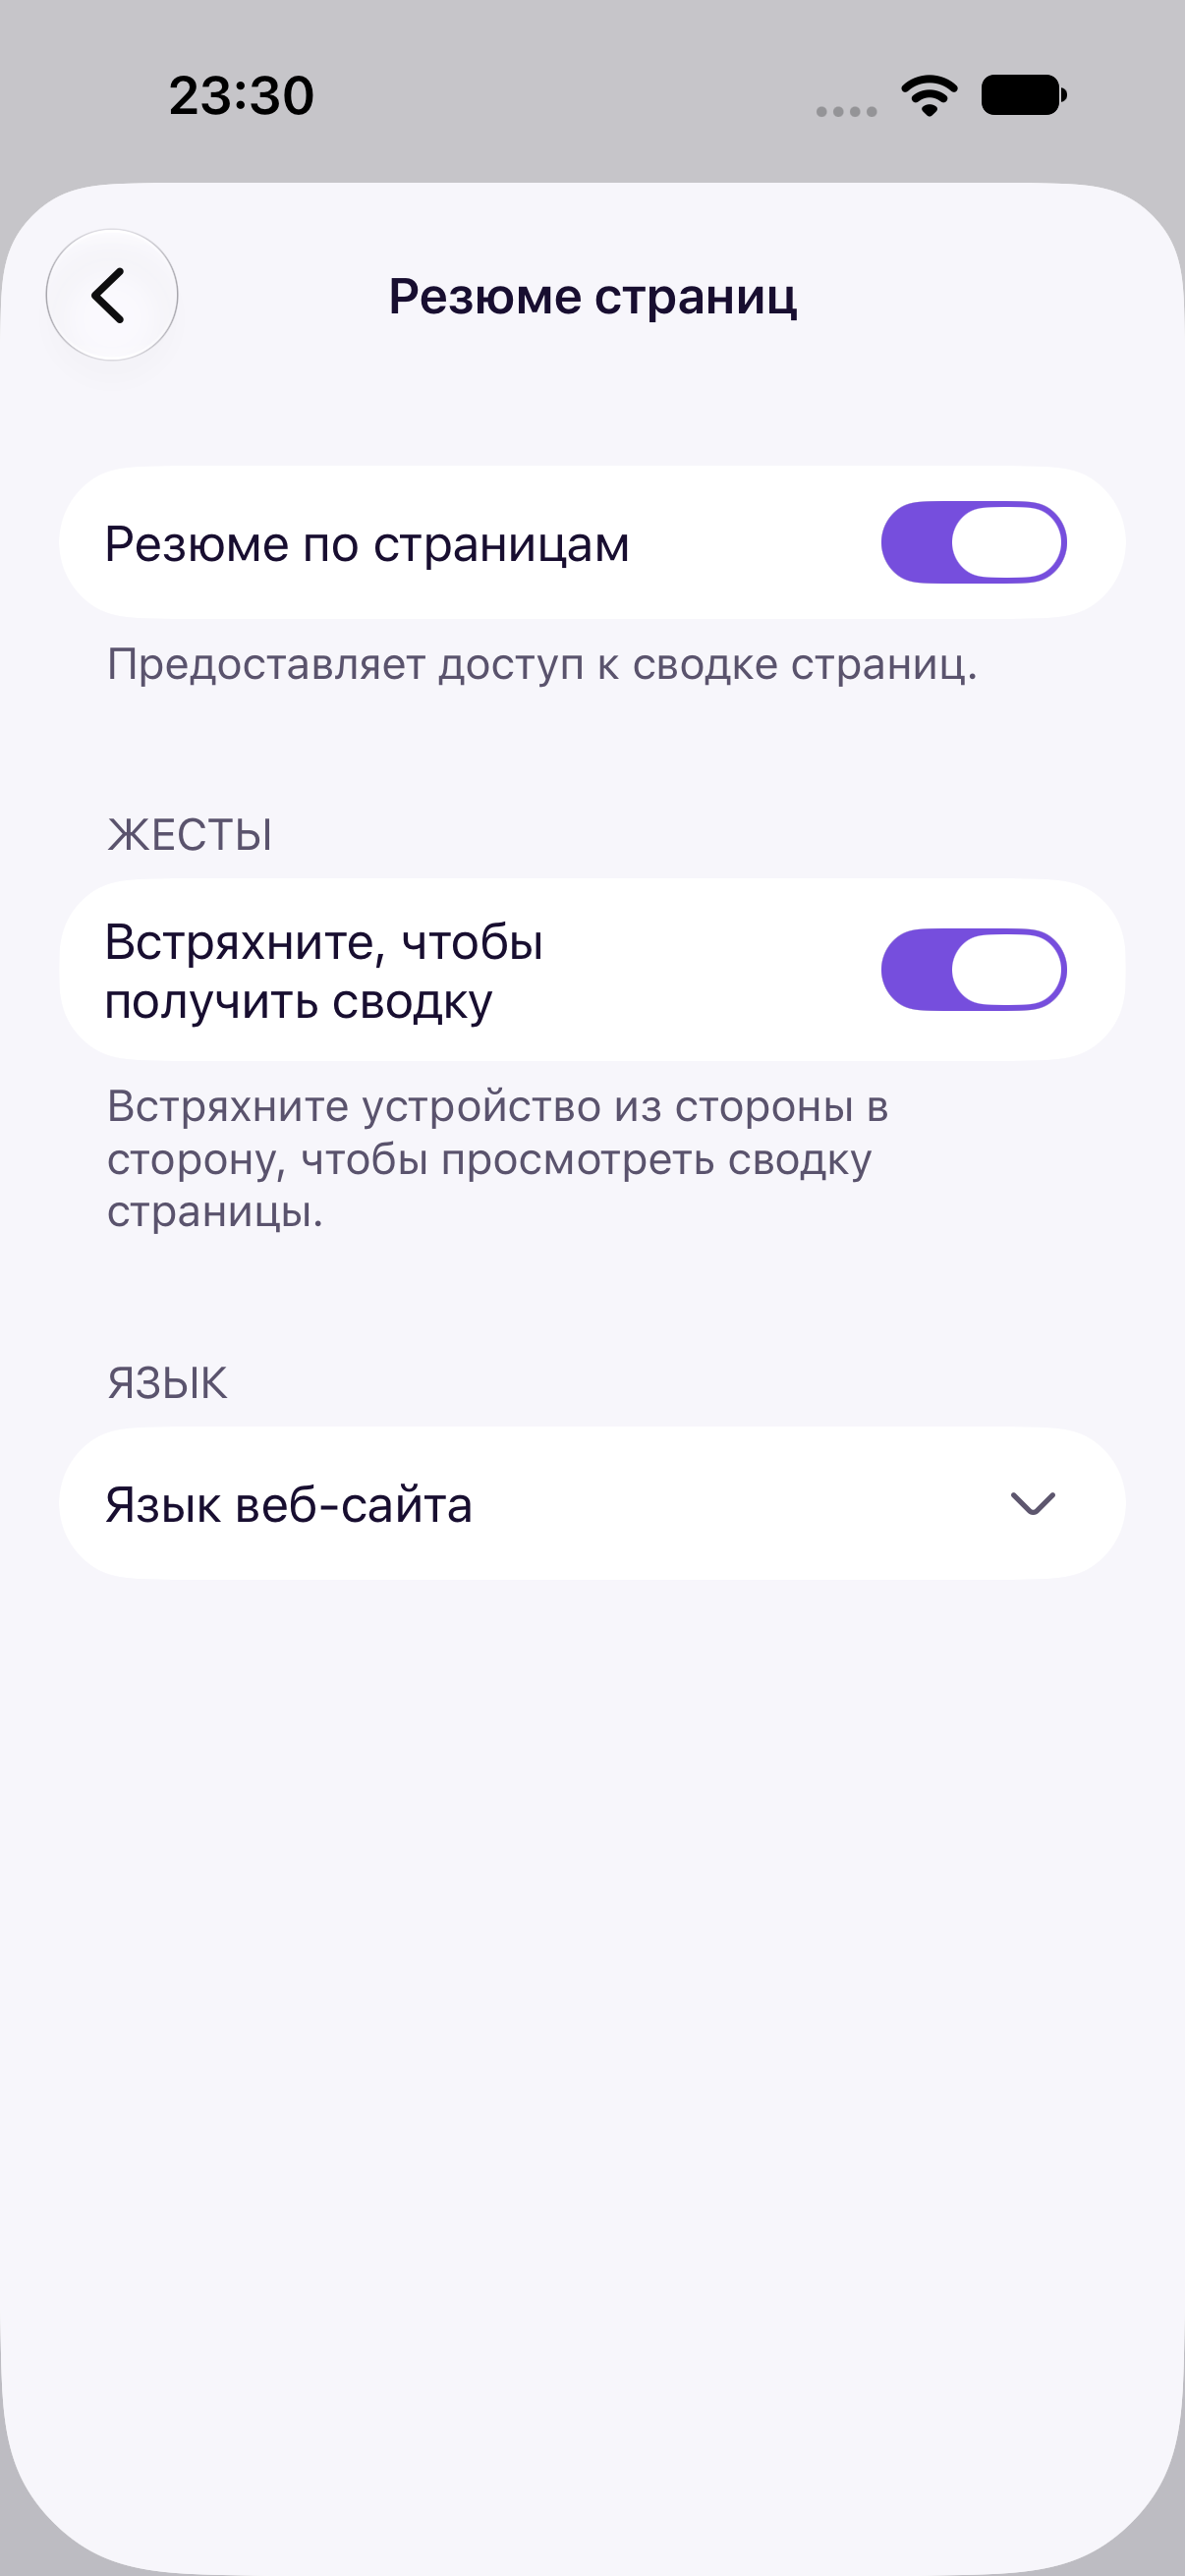 23:30
Резюме страниц
Резюме по страницам
Предоставляет доступ к сводке страниц.
ЖЕСТЫ
Встряхните, чтобы
получить сводку
Встряхните устройство из стороны в
сторону, чтобы просмотреть сводку
страницы.
ЯЗЫК
Язык веб-сайта